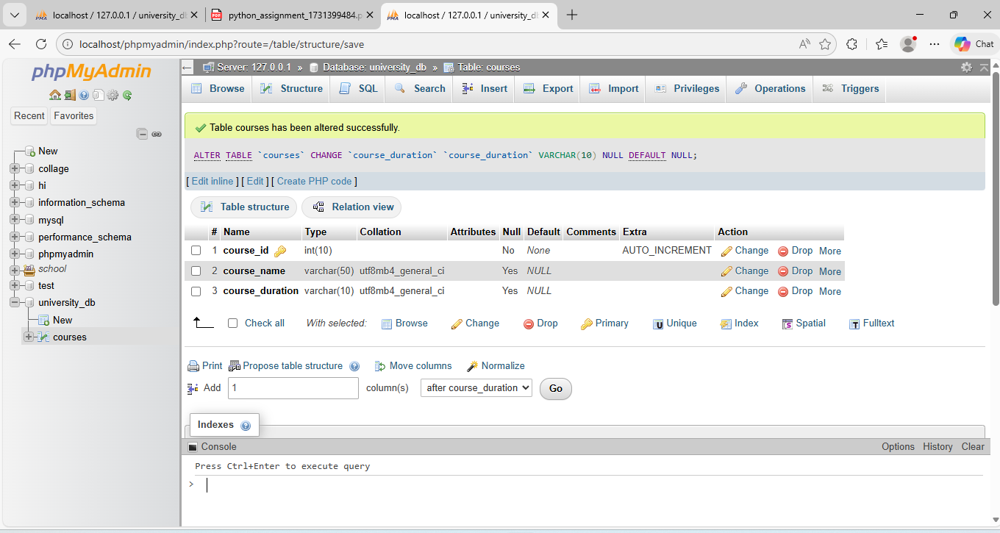 localhost / 127.0.0.1 / university_d
python_assignment_1731399484.p
localhost / 127.0.0.1 / university_d
localhost/phpmyadmin/index.php?route=/table/structure/save
Chat
phpMyAdmin
Recent Favorites
New
collage
hi
information_schema
mysql
performance_schema
phpmyadmin
school
test
university_db
New
courses
Server: 127.0.0.1 » Database: university_db » Table: courses
Browse Structure SQL Search Insert Export Import Privileges Operations Triggers
Table courses has been altered successfully.
ALTER TABLE `courses` CHANGE `course_duration` `course_duration` VARCHAR(10) NULL DEFAULT NULL;
[ Edit inline ] [ Edit ] [ Create PHP code ]
Table structure Relation view
# Name Type Collation Attributes Null Default Comments Extra Action
1 course_id int(10) No None AUTO_INCREMENT Change Drop More
2 course_name varchar(50) utf8mb4_general_ci Yes NULL Change Drop More
3 course_duration varchar(10) utf8mb4_general_ci Yes NULL Change Drop More
Check all With selected: Browse Change Drop Primary Unique Index Spatial Fulltext
Print Propose table structure Move columns Normalize
Add 1 column(s) after course_duration Go
Indexes
Console Options History Clear
Press Ctrl+Enter to execute query
>